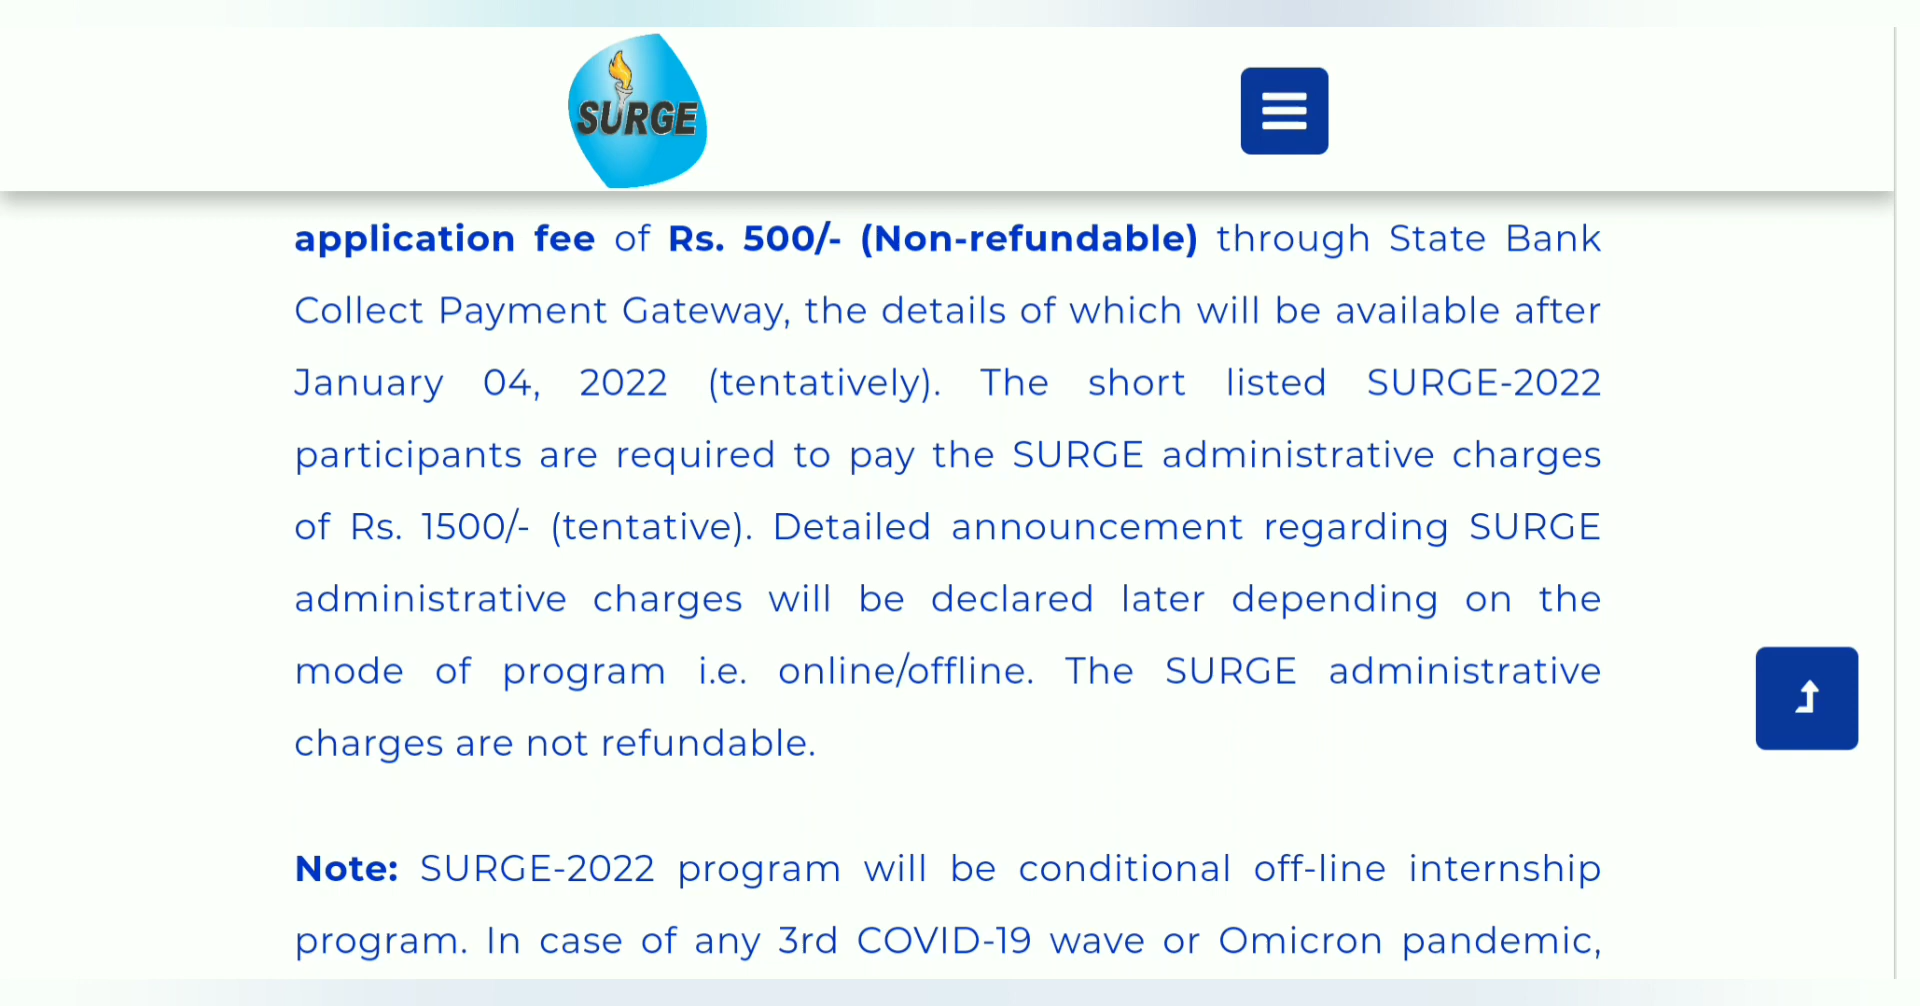 SURGE
application fee of Rs. 500/- (Non-refundable) through State Bank
Collect Payment Gateway, the details of which will be available after
January 04, 2022 (tentatively). The short listed SURGE-2022
participants are required to pay the SURGE administrative charges
of Rs. 1500/- (tentative). Detailed announcement regarding SURGE
administrative charges will be declared later depending on the
mode of program i.e. online/offline. The SURGE administrative
charges are not refundable.
Note: SURGE-2022 program will be conditional off-line internship
program. In case of any 3rd COVID-19 wave or Omicron pandemic,